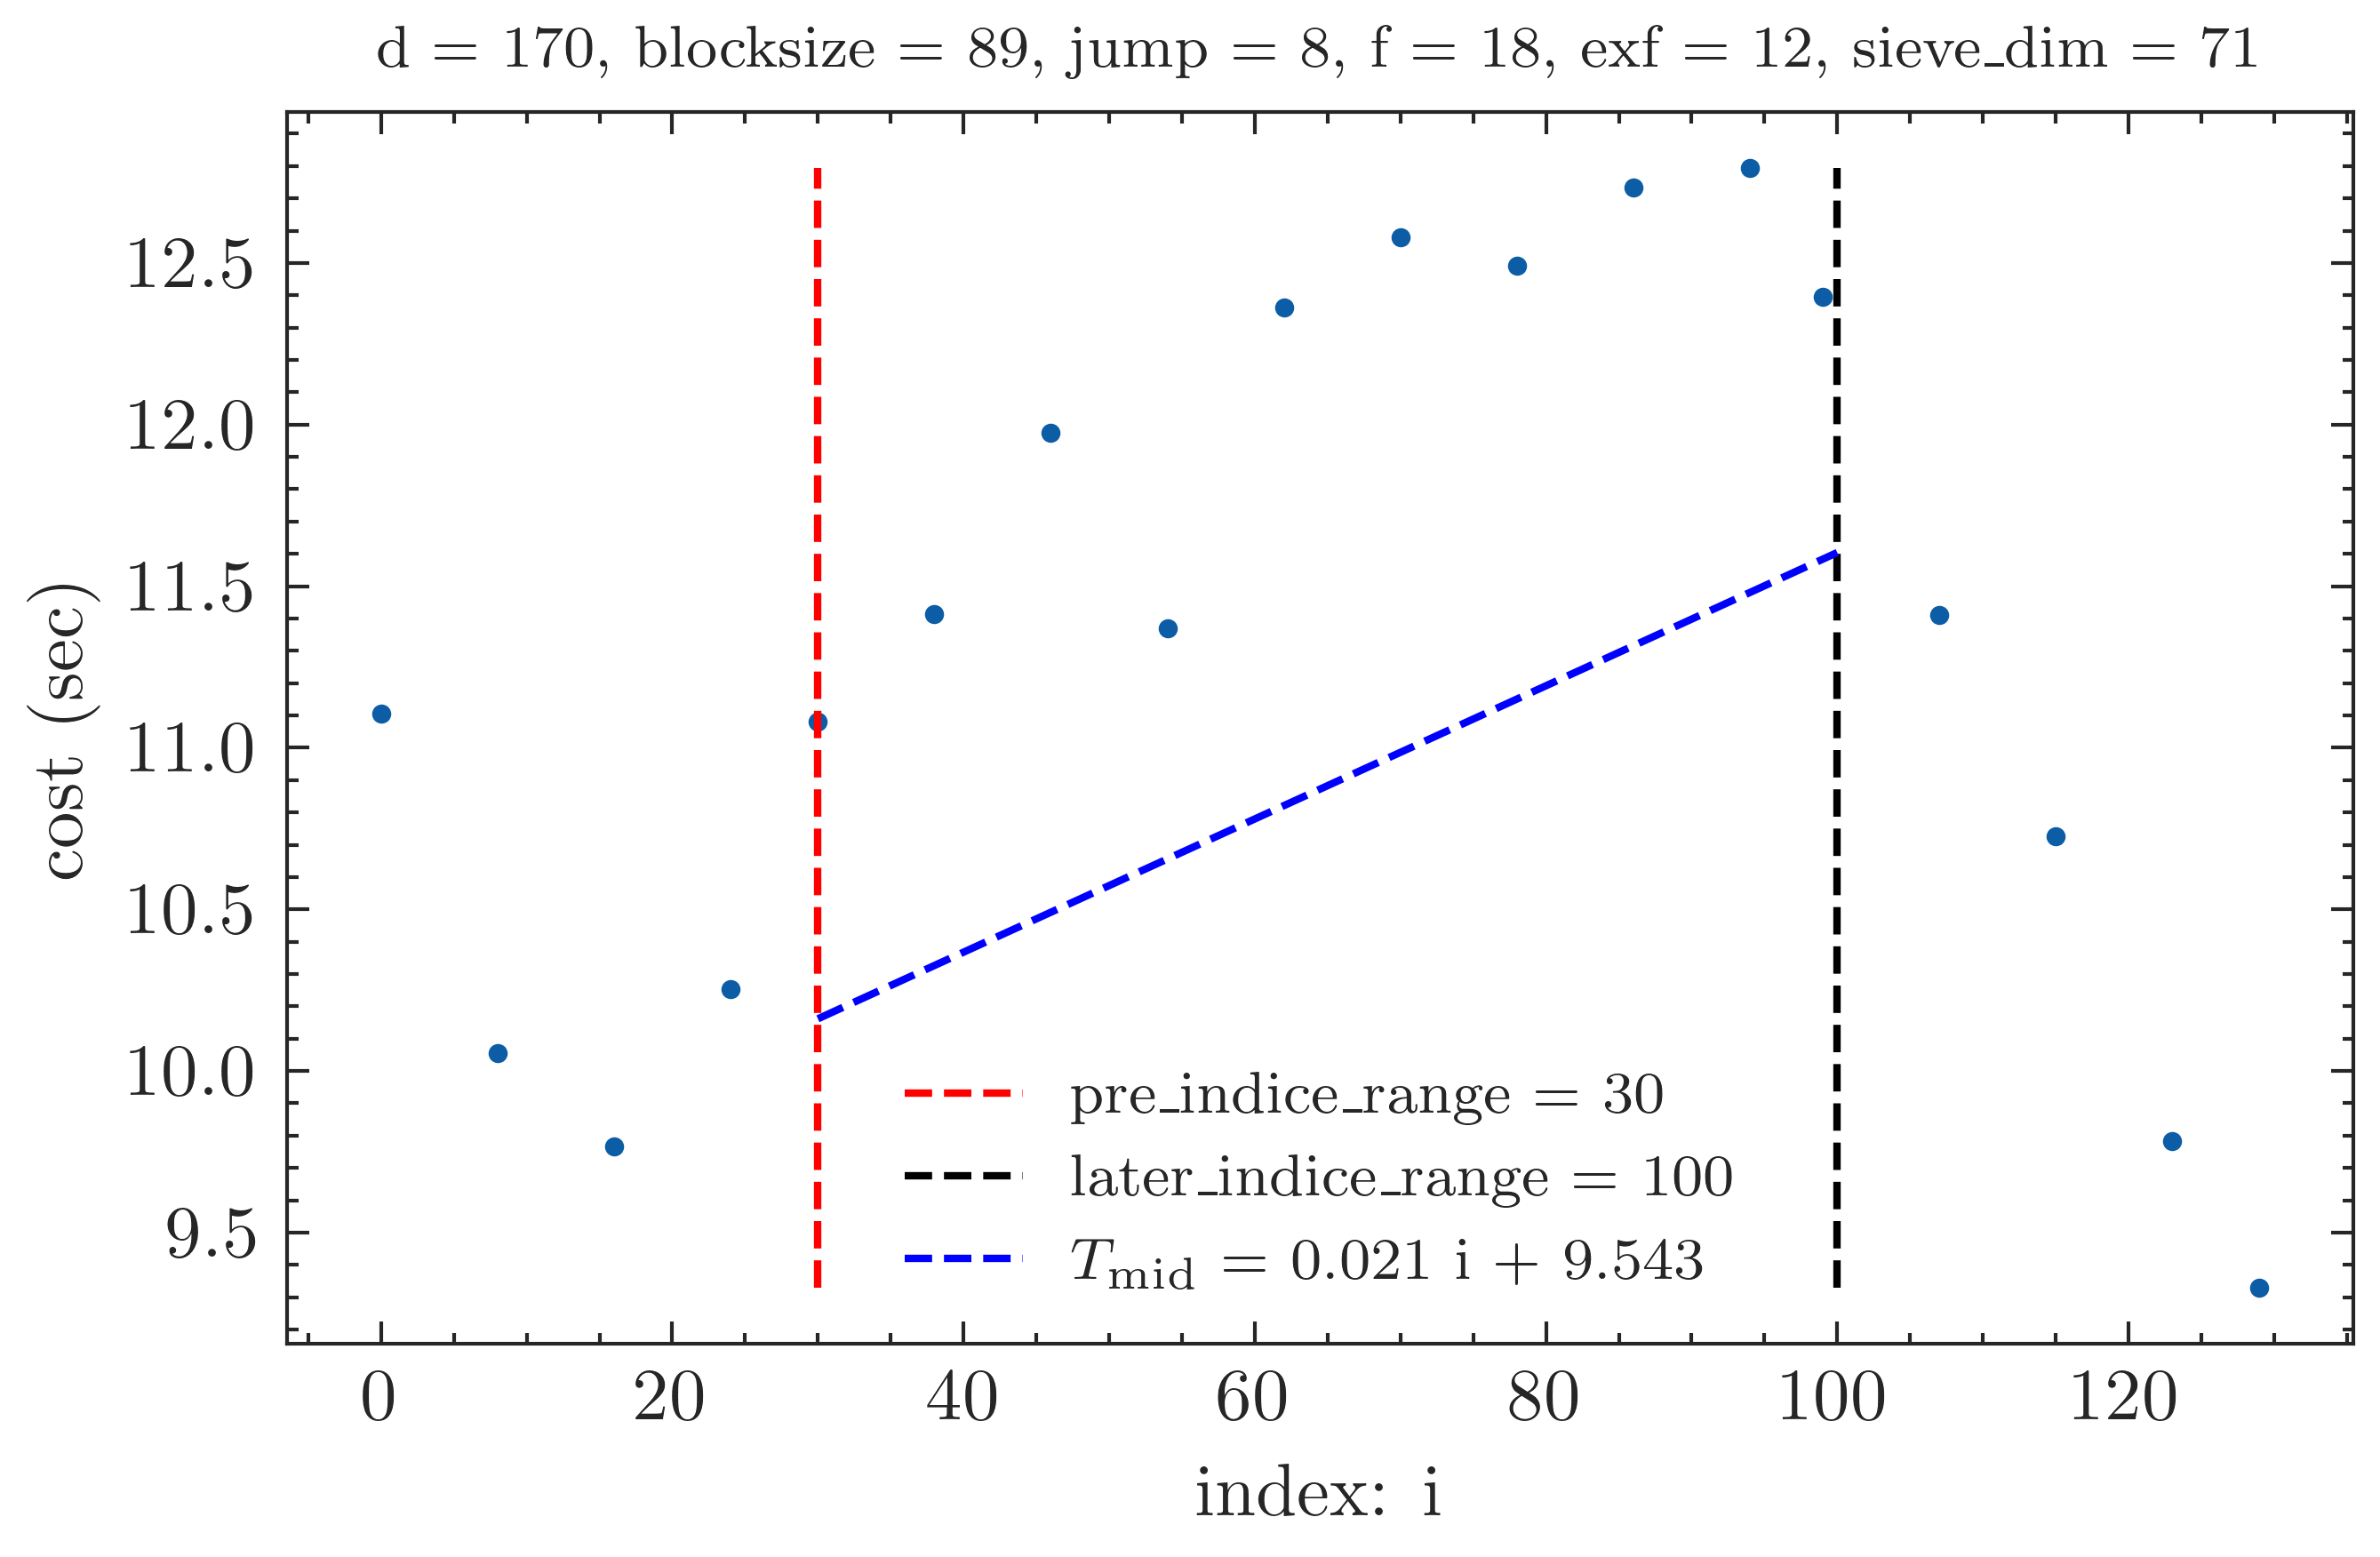 d = 170, blocksize = 89, jump = 8, f = 18, exf = 12, sieve_dim = 71
cost (sec)
12.5
12.0
11.5
11.0
10.5
10.0
9.5
pre_indice_range = 30
later_indice_range = 100
T_mid = 0.021 i + 9.543
0 20 40 60 80 100 120
index: i